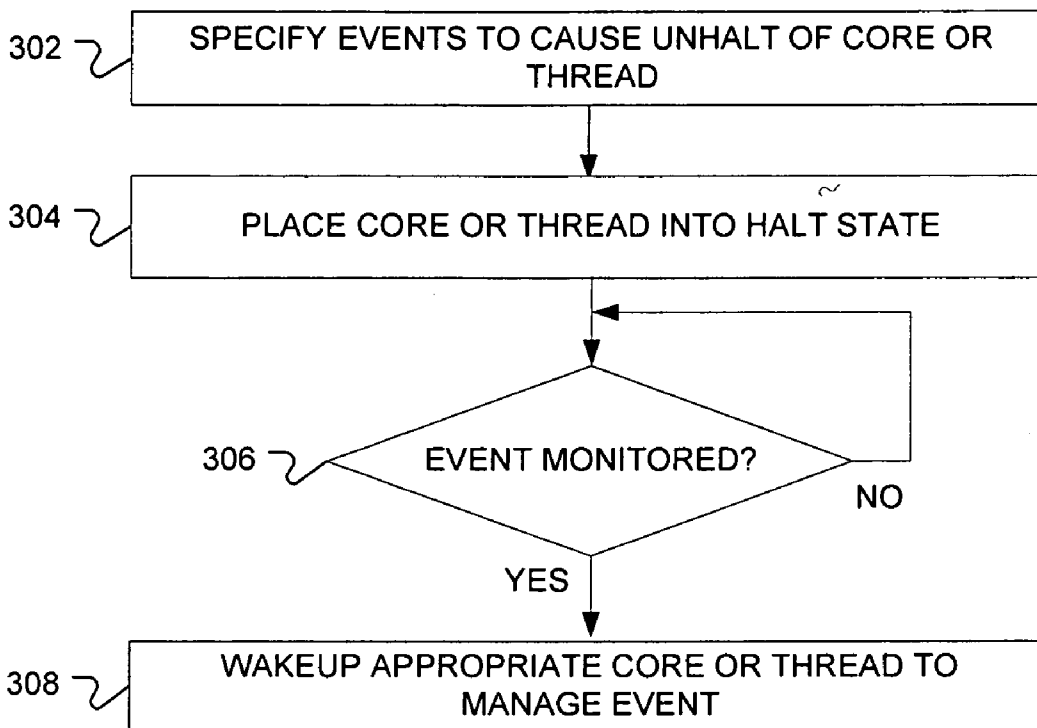 302
SPECIFY EVENTS TO CAUSE UNHALT OF CORE OR
THREAD
304
PLACE CORE OR THREAD INTO HALT STATE
306
EVENT MONITORED?
NO
YES
308
WAKEUP APPROPRIATE CORE OR THREAD TO
MANAGE EVENT